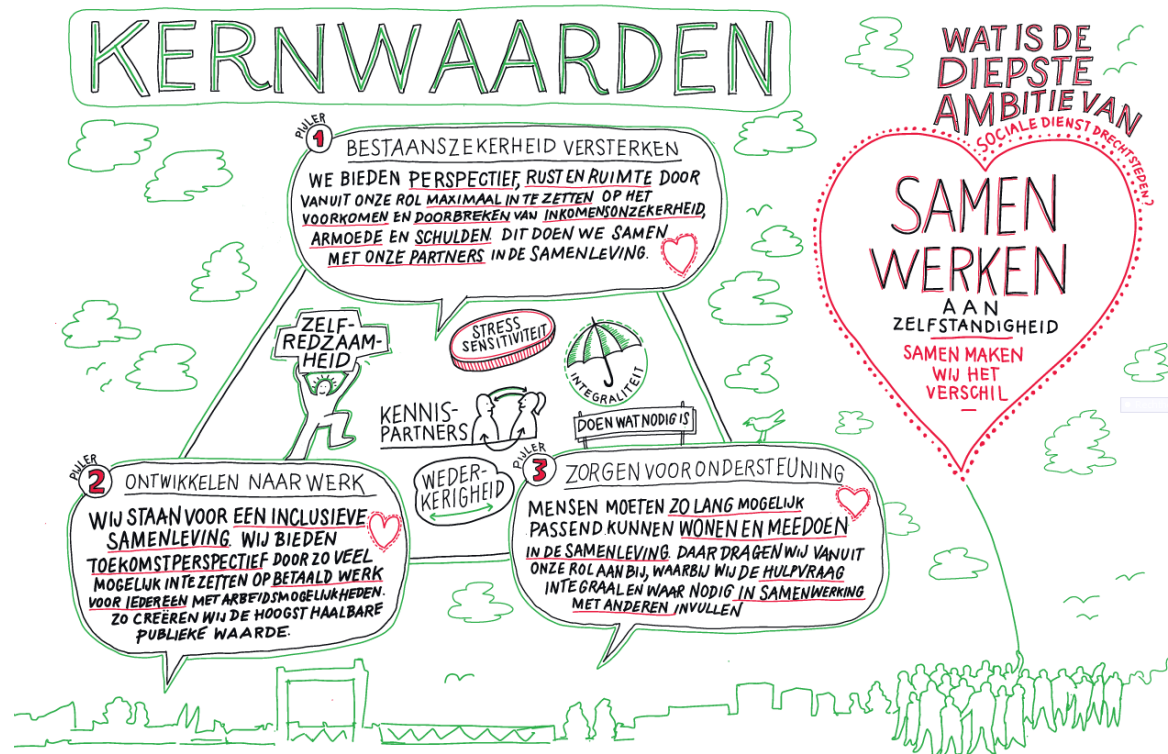 KERNWAARDEN
PIJLER 1
BESTAANSZEKERHEID VERSTERKEN
WE BIEDEN PERSPECTIEF, RUST EN RUIMTE DOOR
VANUIT ONZE ROL MAXIMAAL IN TE ZETTEN OP HET
VOORKOMEN EN DOORBREKEN VAN INKOMENSONZEKERHEID,
ARMOEDE EN SCHULDEN. DIT DOEN WE SAMEN
MET ONZE PARTNERS IN DE SAMENLEVING.
ZELF-
REDZAAM-
HEID
STRESS
SENSITIVITEIT
INTEGRALITEIT
KENNIS-
PARTNERS
DOEN WAT NODIG IS
WEDER-
KERIGHEID
PIJLER 2
ONTWIKKELEN NAAR WERK
WIJ STAAN VOOR EEN INCLUSIEVE
SAMENLEVING. WIJ BIEDEN
TOEKOMSTPERSPECTIEF DOOR ZO VEEL
MOGELIJK IN TE ZETTEN OP BETAALD WERK
VOOR IEDEREEN MET ARBEIDSMOGELIJKHEDEN.
ZO CREËREN WIJ DE HOOGST HAALBARE
PUBLIEKE WAARDE.
PIJLER 3
ZORGEN VOOR ONDERSTEUNING
MENSEN MOETEN ZO LANG MOGELIJK
PASSEND KUNNEN WONEN EN MEEDOEN
IN DE SAMENLEVING. DAAR DRAGEN WIJ VANUIT
ONZE ROL AAN BIJ, WAARBIJ WIJ DE HULPVRAAG
INTEGRAAL EN WAAR NODIG IN SAMENWERKING
MET ANDEREN INVULLEN
WAT IS DE
DIEPSTE
AMBITIE VAN
SOCIALE DIENST DRECHTSTEDEN?
SAMEN
WERKEN
AAN
ZELFSTANDIGHEID
SAMEN MAKEN
WIJ HET
VERSCHIL